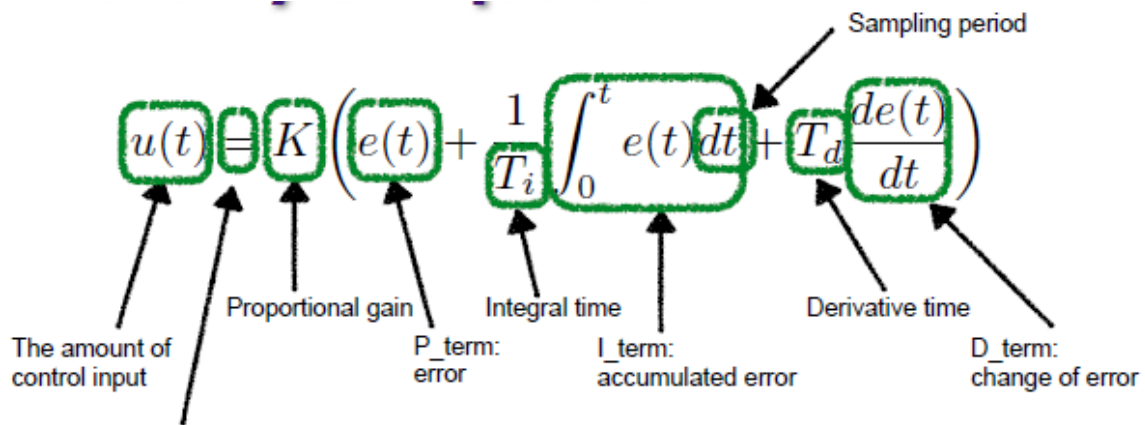 Sampling period
u(t) = K ( e(t) + 1/T_i ∫_0^t e(t)dt + T_d de(t)/dt )
Proportional gain
Integral time
Derivative time
The amount of
control input
P_term:
error
I_term:
accumulated error
D_term:
change of error